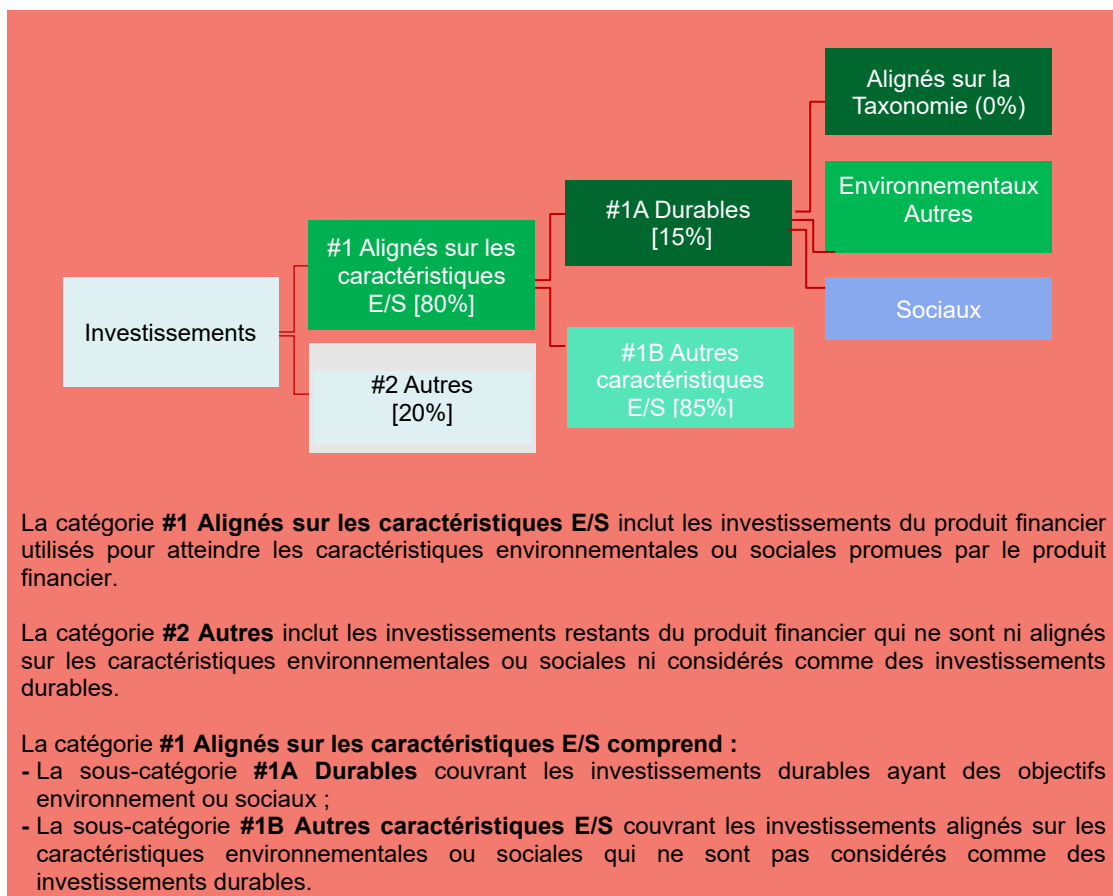 Alignés sur la
Taxonomie (0%)
Environnementaux
Autres
#1A Durables
[15%]
#1 Alignés sur les
caractéristiques
E/S [80%]
Sociaux
Investissements
#1B Autres
caractéristiques
E/S [85%]
#2 Autres
[20%]
La catégorie #1 Alignés sur les caractéristiques E/S inclut les investissements du produit financier
utilisés pour atteindre les caractéristiques environnementales ou sociales promues par le produit
financier.
La catégorie #2 Autres inclut les investissements restants du produit financier qui ne sont ni alignés
sur les caractéristiques environnementales ou sociales ni considérés comme des investissements
durables.
La catégorie #1 Alignés sur les caractéristiques E/S comprend :
- La sous-catégorie #1A Durables couvrant les investissements durables ayant des objectifs
environnement ou sociaux ;
- La sous-catégorie #1B Autres caractéristiques E/S couvrant les investissements alignés sur les
caractéristiques environnementales ou sociales qui ne sont pas considérés comme des
investissements durables.